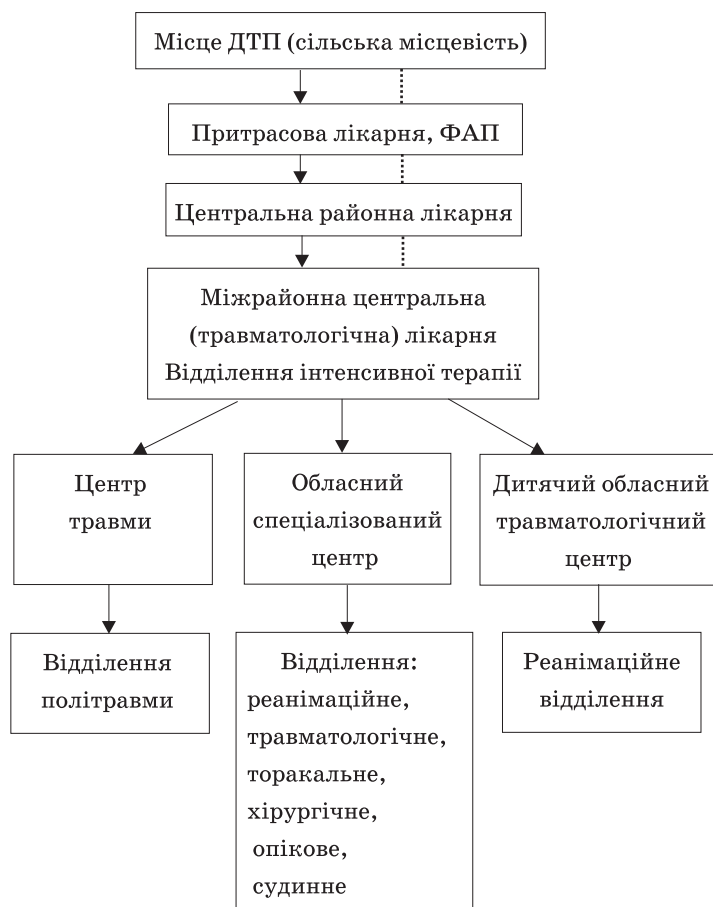 Місце ДТП (сільська місцевість)
Притрасова лікарня, ФАП
Центральна районна лікарня
Міжрайонна центральна
(травматологічна) лікарня
Відділення інтенсивної терапії
Центр
травми
Обласний
спеціалізований
центр
Дитячий обласний
травматологічний
центр
Відділення
політравми
Відділення:
реанімаційне,
травматологічне,
торакальне,
хірургічне,
опікове,
судинне
Реанімаційне
відділення